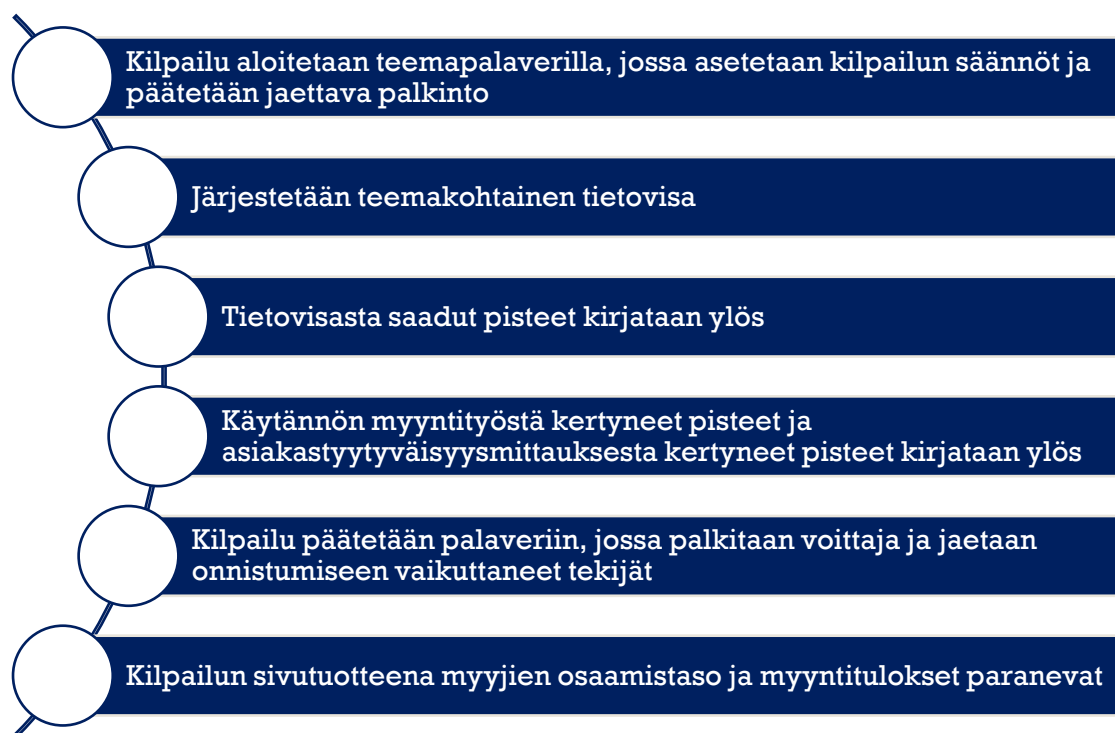 Kilpailu aloitetaan teemapalaverilla, jossa asetetaan kilpailun säännöt ja
päätetään jaettava palkinto
Järjestetään teemakohtainen tietovisa
Tietovisasta saadut pisteet kirjataan ylös
Käytännön myyntityöstä kertyneet pisteet ja
asiakastyytyväisyysmittauksesta kertyneet pisteet kirjataan ylös
Kilpailu päätetään palaveriin, jossa palkitaan voittaja ja jaetaan
onnistumiseen vaikuttaneet tekijät
Kilpailun sivutuotteena myyjien osaamistaso ja myyntitulokset paranevat